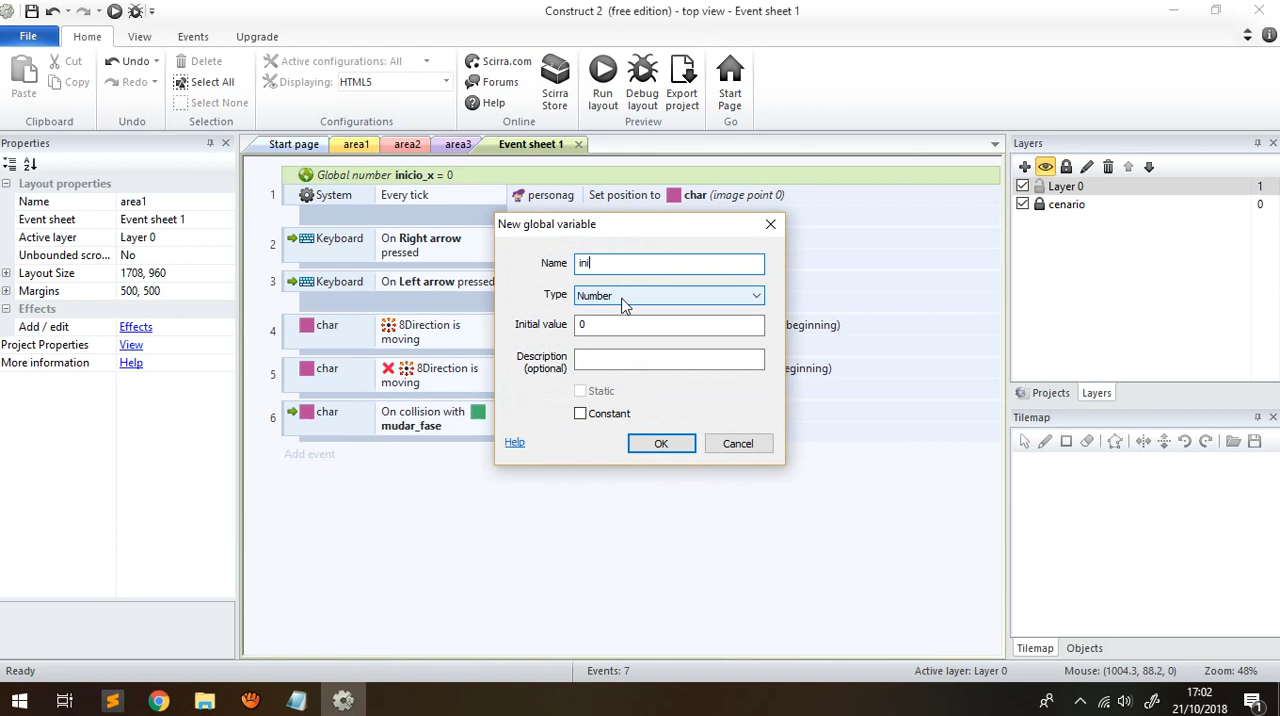 Construct 2 (free edition) - top view - Event sheet 1
File
Home
View
Events
Upgrade
Paste
Cut
Copy
Clipboard
Undo
Redo
Undo
Delete
Select All
Select None
Selection
Active configurations: All
Displaying: HTML5
Configurations
Scirra.com
Forums
Help
Scirra Store
Online
Run layout
Debug layout
Export project
Preview
Start Page
Go
Properties
Layout properties
Name area1
Event sheet Event sheet 1
Active layer Layer 0
Unbounded scro... No
Layout Size 1708, 960
Margins 500, 500
Effects
Add / edit Effects
Project Properties View
More information Help
Start page area1 area2 area3 Event sheet 1
Global number inicio_x = 0
1 System Every tick personag Set position to char (image point 0)
2 Keyboard On Right arrow pressed
3 Keyboard On Left arrow pressed
4 char 8Direction is moving beginning)
5 char 8Direction is moving eginning)
6 char On collision with mudar_fase
Add event
New global variable
Name ini
Type Number
Initial value 0
Description (optional)
Static
Constant
Help OK Cancel
Layers
Layer 0 1
cenario 0
Projects Layers
Tilemap
Tilemap Objects
Ready
Events: 7
Active layer: Layer 0
Mouse: (1004.3, 88.2, 0)
Zoom: 48%
17:02
21/10/2018
1